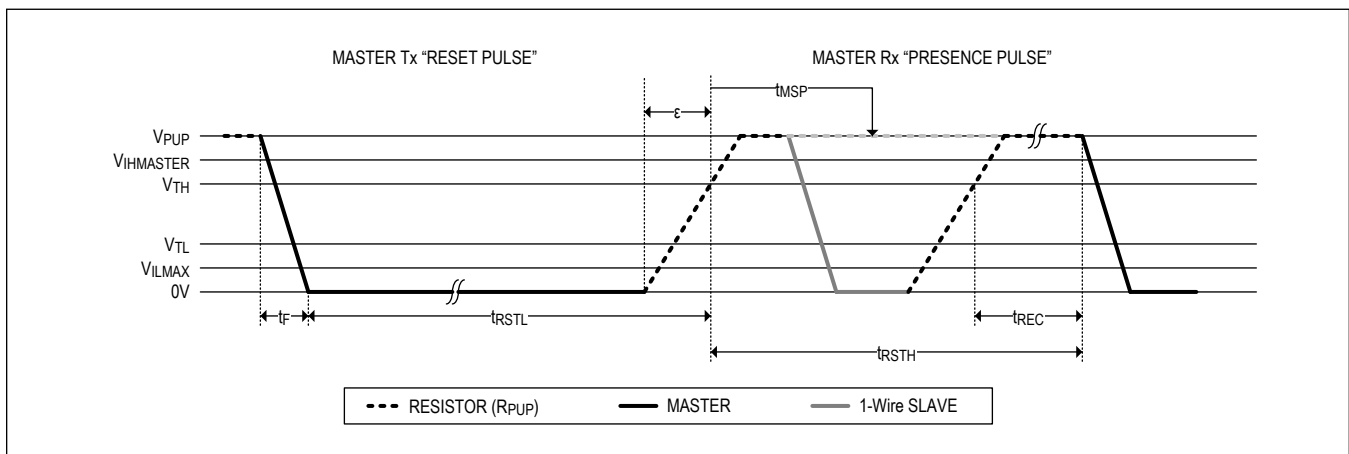 MASTER Tx “RESET PULSE”
MASTER Rx “PRESENCE PULSE”
tMSP
ε
VPUP
VIHMASTER
VTH
VTL
VILMAX
0V
tF
tRSTL
tREC
tRSTH
RESISTOR (RPUP)
MASTER
1-Wire SLAVE